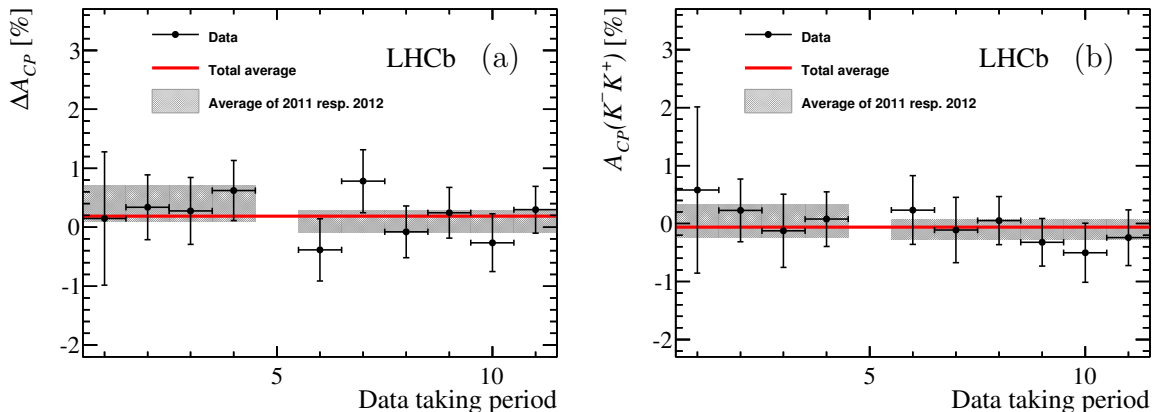 ΔA_CP [%]
3
2
1
0
-1
-2
Data
Total average
Average of 2011 resp. 2012
LHCb (a)
5 10
Data taking period
A_CP(K⁻K⁺) [%]
3
2
1
0
-1
-2
Data
Total average
Average of 2011 resp. 2012
LHCb (b)
5 10
Data taking period